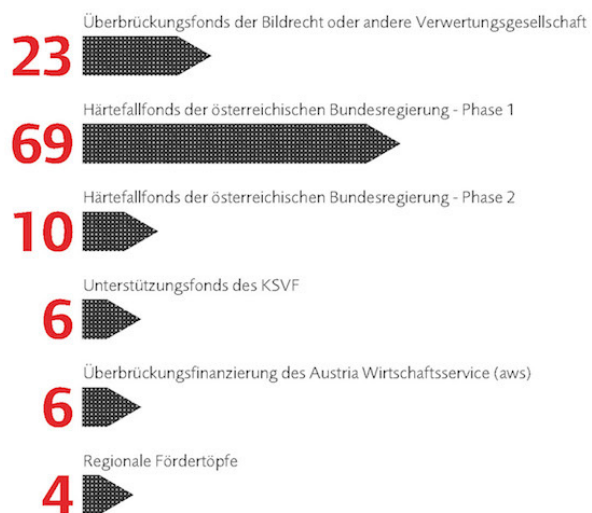 Überbrückungsfonds der Bildrecht oder andere Verwertungsgesellschaft
23
Härtefallfonds der österreichischen Bundesregierung - Phase 1
69
Härtefallfonds der österreichischen Bundesregierung - Phase 2
10
Unterstützungsfonds des KSVF
6
Überbrückungsfinanzierung des Austria Wirtschaftsservice (aws)
6
Regionale Fördertöpfe
4